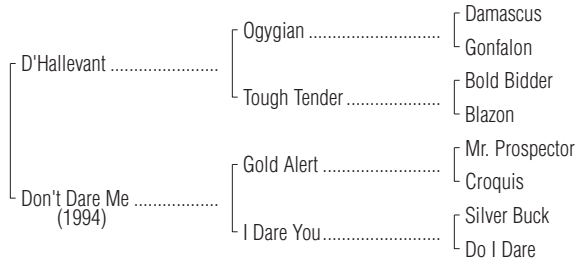 Damascus
Ogygian ..............................
Gonfalon
D'Hallevant ........................
Bold Bidder
Tough Tender .....................
Blazon
Mr. Prospector
Gold Alert ...........................
Croquis
Don't Dare Me ..................
(1994)
Silver Buck
I Dare You ...........................
Do I Dare